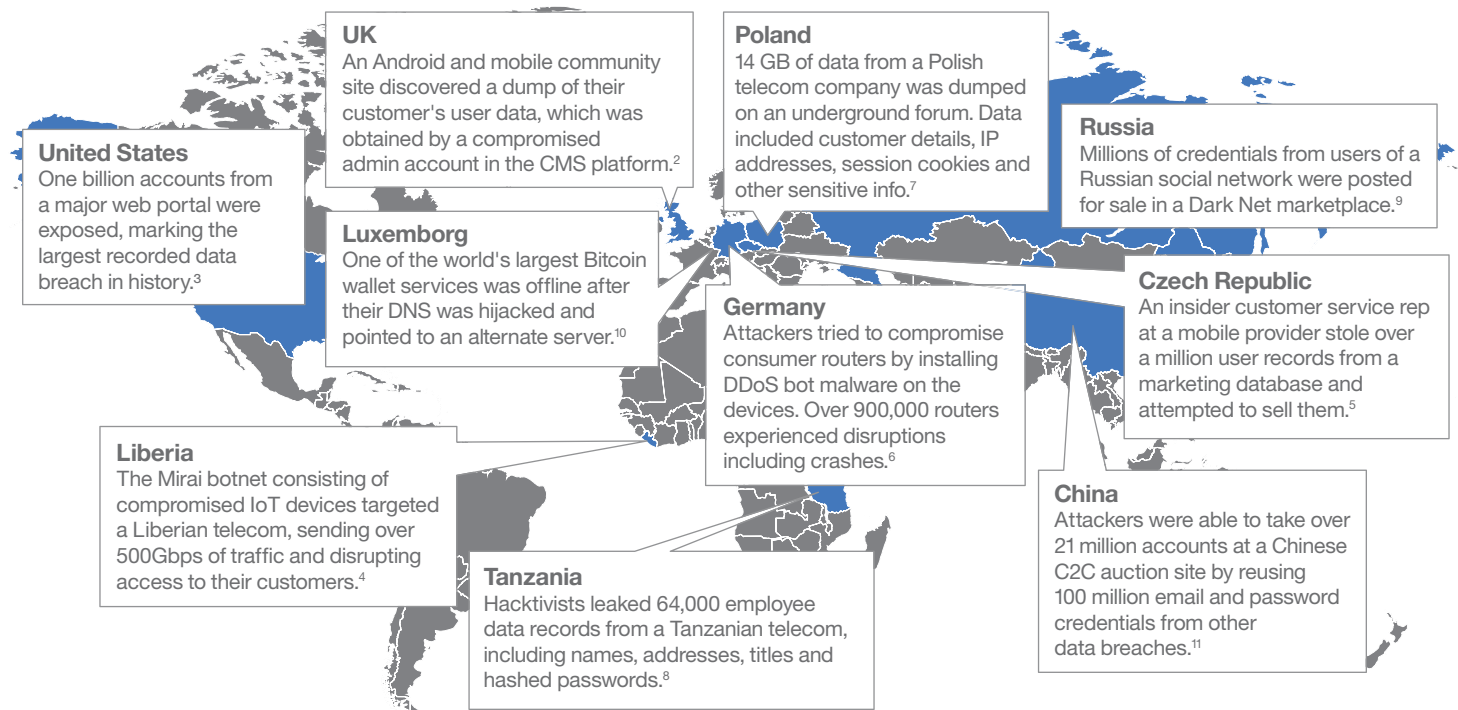 UK
An Android and mobile community
site discovered a dump of their
customer's user data, which was
obtained by a compromised
admin account in the CMS platform.2
Poland
14 GB of data from a Polish
telecom company was dumped
on an underground forum. Data
included customer details, IP
addresses, session cookies and
other sensitive info.7
Russia
Millions of credentials from users of a
Russian social network were posted
for sale in a Dark Net marketplace.9
United States
One billion accounts from
a major web portal were
exposed, marking the
largest recorded data
breach in history.3
Luxemborg
One of the world's largest Bitcoin
wallet services was offline after
their DNS was hijacked and
pointed to an alternate server.10
Germany
Attackers tried to compromise
consumer routers by installing
DDoS bot malware on the
devices. Over 900,000 routers
experienced disruptions
including crashes.6
Czech Republic
An insider customer service rep
at a mobile provider stole over
a million user records from a
marketing database and
attempted to sell them.5
Liberia
The Mirai botnet consisting of
compromised IoT devices targeted
a Liberian telecom, sending over
500Gbps of traffic and disrupting
access to their customers.4
Tanzania
Hacktivists leaked 64,000 employee
data records from a Tanzanian telecom,
including names, addresses, titles and
hashed passwords.8
China
Attackers were able to take over
21 million accounts at a Chinese
C2C auction site by reusing
100 million email and password
credentials from other
data breaches.11